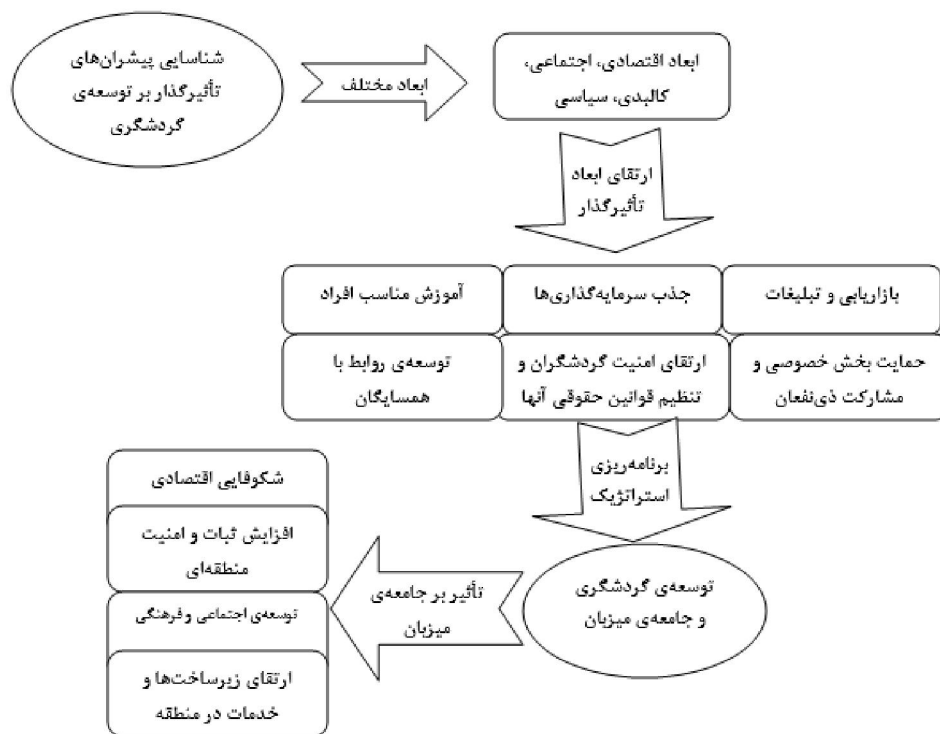 شناسایی پیشران‌های
تأثیرگذار بر توسعه‌ی
گردشگری
ابعاد مختلف
ابعاد اقتصادی، اجتماعی،
کالبدی، سیاسی
ارتقای ابعاد
تأثیرگذار
بازاریابی و تبلیغات
جذب سرمایه‌گذاری‌ها
آموزش مناسب افراد
حمایت بخش خصوصی و
مشارکت ذی‌نفعان
ارتقای امنیت گردشگران و
تنظیم قوانین حقوقی آنها
توسعه‌ی روابط با
همسایگان
برنامه‌ریزی
استراتژیک
توسعه‌ی گردشگری
و جامعه‌ی میزبان
تأثیر بر جامعه‌ی
میزبان
شکوفایی اقتصادی
افزایش ثبات و امنیت
منطقه‌ای
توسعه‌ی اجتماعی و فرهنگی
ارتقای زیرساخت‌ها و
خدمات در منطقه